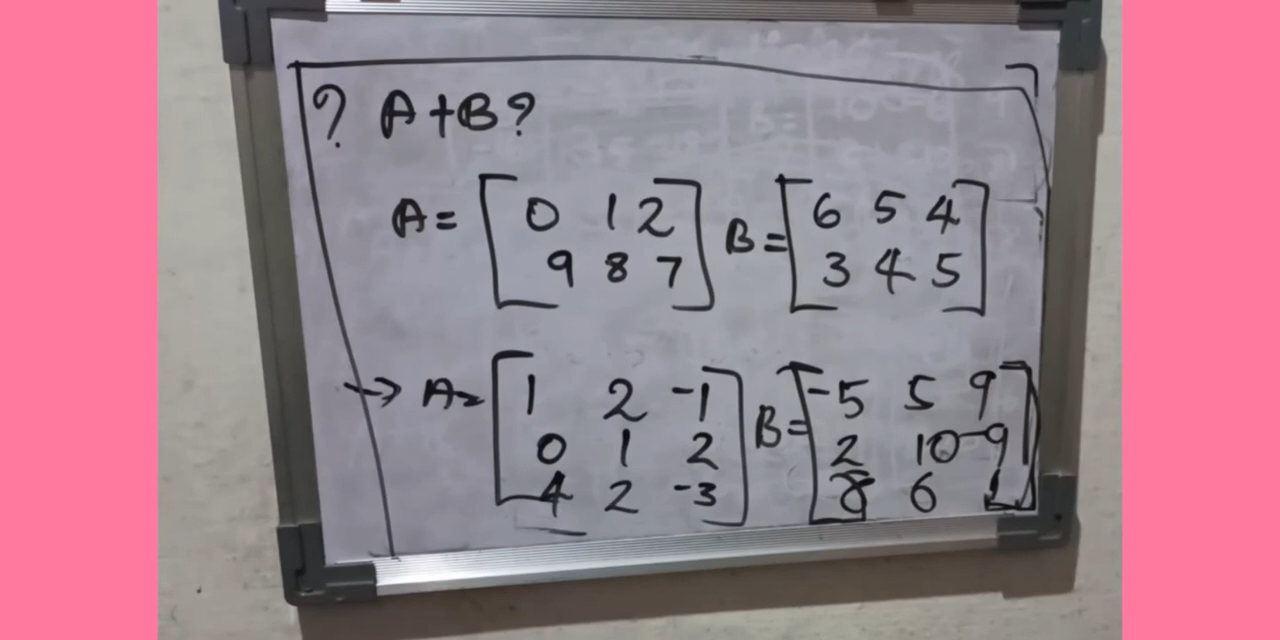 ? A+B?
A= [ 0 1 2 B= [ 6 5 4
9 8 7 ] 3 4 5 ]
→ A= [ 1 2 -1 B= [ -5 5 9
0 1 2 2 10 -9
4 2 -3 ] 8 6 1 ]